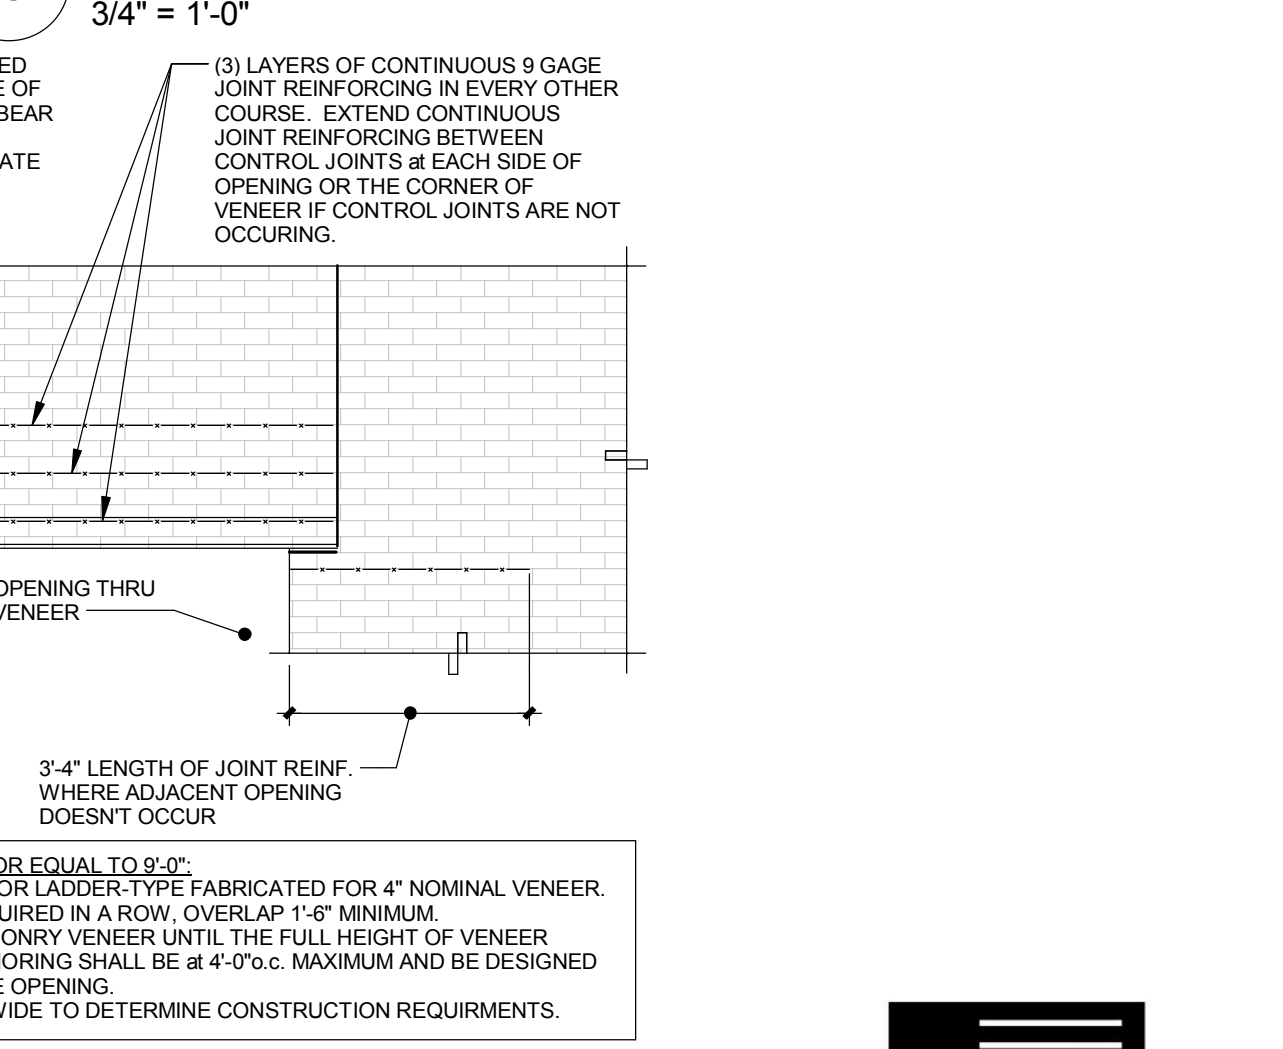 3/4" = 1'-0"
ED
E OF
BEAR
ATE
(3) LAYERS OF CONTINUOUS 9 GAGE
JOINT REINFORCING IN EVERY OTHER
COURSE. EXTEND CONTINUOUS
JOINT REINFORCING BETWEEN
CONTROL JOINTS at EACH SIDE OF
OPENING OR THE CORNER OF
VENEER IF CONTROL JOINTS ARE NOT
OCCURING.
OPENING THRU
VENEER
3'-4" LENGTH OF JOINT REINF.
WHERE ADJACENT OPENING
DOESN'T OCCUR
OR EQUAL TO 9'-0":
OR LADDER-TYPE FABRICATED FOR 4" NOMINAL VENEER.
UIRED IN A ROW, OVERLAP 1'-6" MINIMUM.
ONRY VENEER UNTIL THE FULL HEIGHT OF VENEER
HORING SHALL BE at 4'-0"o.c. MAXIMUM AND BE DESIGNED
E OPENING.
WIDE TO DETERMINE CONSTRUCTION REQUIRMENTS.